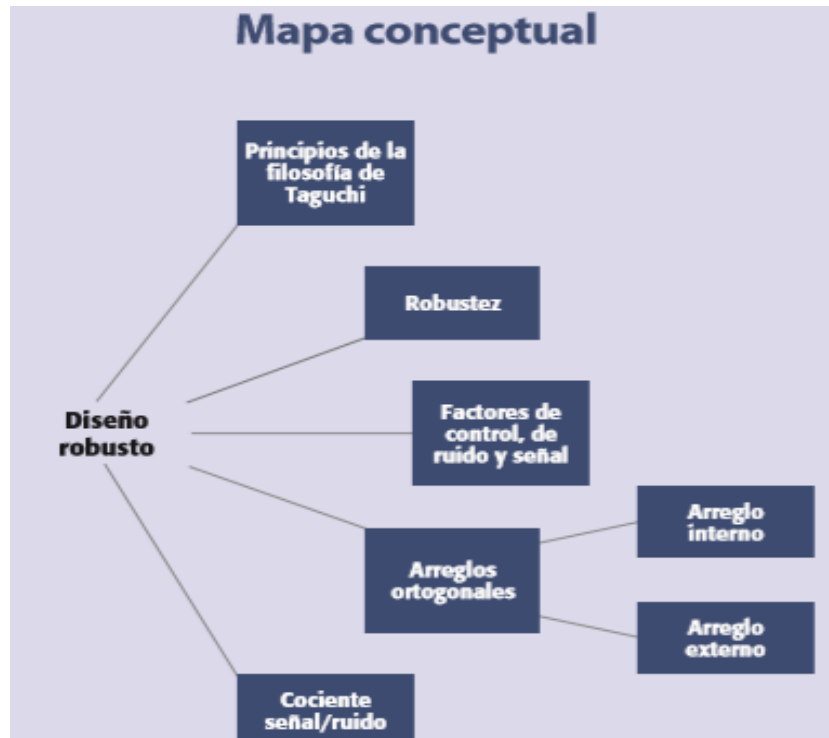 Mapa conceptual
Principios de la
filosofía de
Taguchi
Robustez
Diseño
robusto
Factores de
control, de
ruido y señal
Arreglos
ortogonales
Arreglo
interno
Arreglo
externo
Cociente
señal/ruido